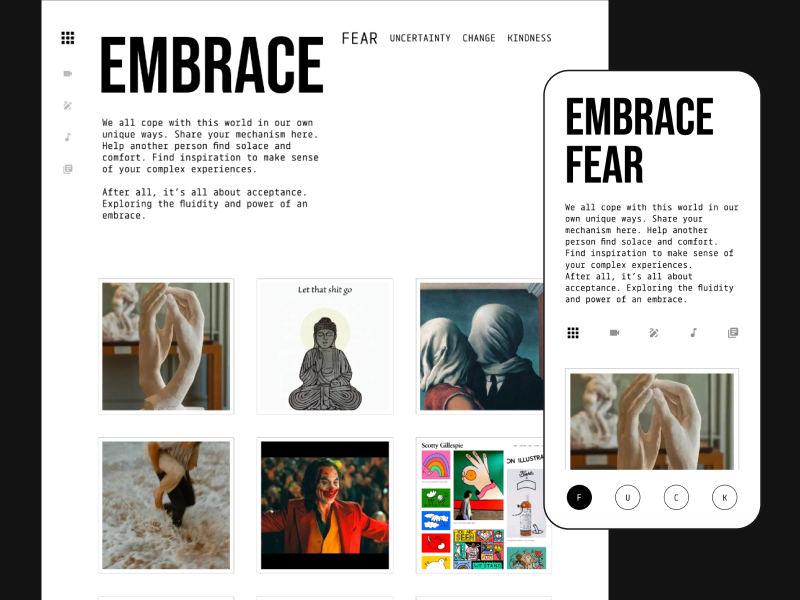 EMBRACE
FEAR UNCERTAINTY CHANGE KINDNESS
We all cope with this world in our own
unique ways. Share your mechanism here.
Help another person find solace and
comfort. Find inspiration to make sense
of your complex experiences.
After all, it's all about acceptance.
Exploring the fluidity and power of an
embrace.
Let that shit go
Scotty Gillespie
ON ILLUSTRA
WE STAND
EMBRACE
FEAR
We all cope with this world in our
own unique ways. Share your
mechanism here. Help another
person find solace and comfort.
Find inspiration to make sense of
your complex experiences.
After all, it's all about
acceptance. Exploring the fluidity
and power of an embrace.
F U C K